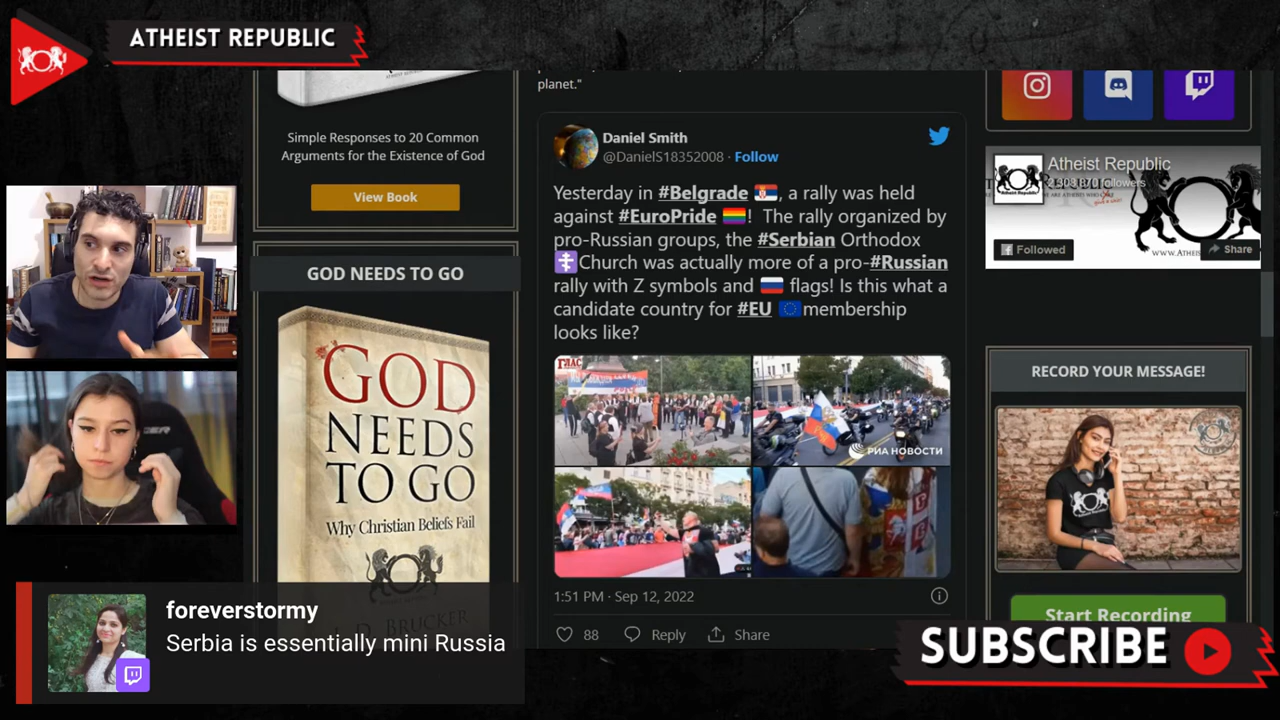 ATHEIST REPUBLIC
planet."
Simple Responses to 20 Common
Arguments for the Existence of God
View Book
GOD NEEDS TO GO
GOD
NEEDS
TO GO
Why Christian Beliefs Fail
BRUCKER
Daniel Smith
@DanielS18352008 · Follow
Yesterday in #Belgrade 🇷🇸, a rally was held
against #EuroPride 🏳️‍🌈! The rally organized by
pro-Russian groups, the #Serbian Orthodox
☦️Church was actually more of a pro-#Russian
rally with Z symbols and 🇷🇺 flags! Is this what a
candidate country for #EU 🇪🇺membership
looks like?
ГЛАС
РИА НОВОСТИ
1:51 PM · Sep 12, 2022
88 Reply Share
Atheist Republic
followers
Followed
Share
RECORD YOUR MESSAGE!
Start Recording
foreverstormy
Serbia is essentially mini Russia
SUBSCRIBE